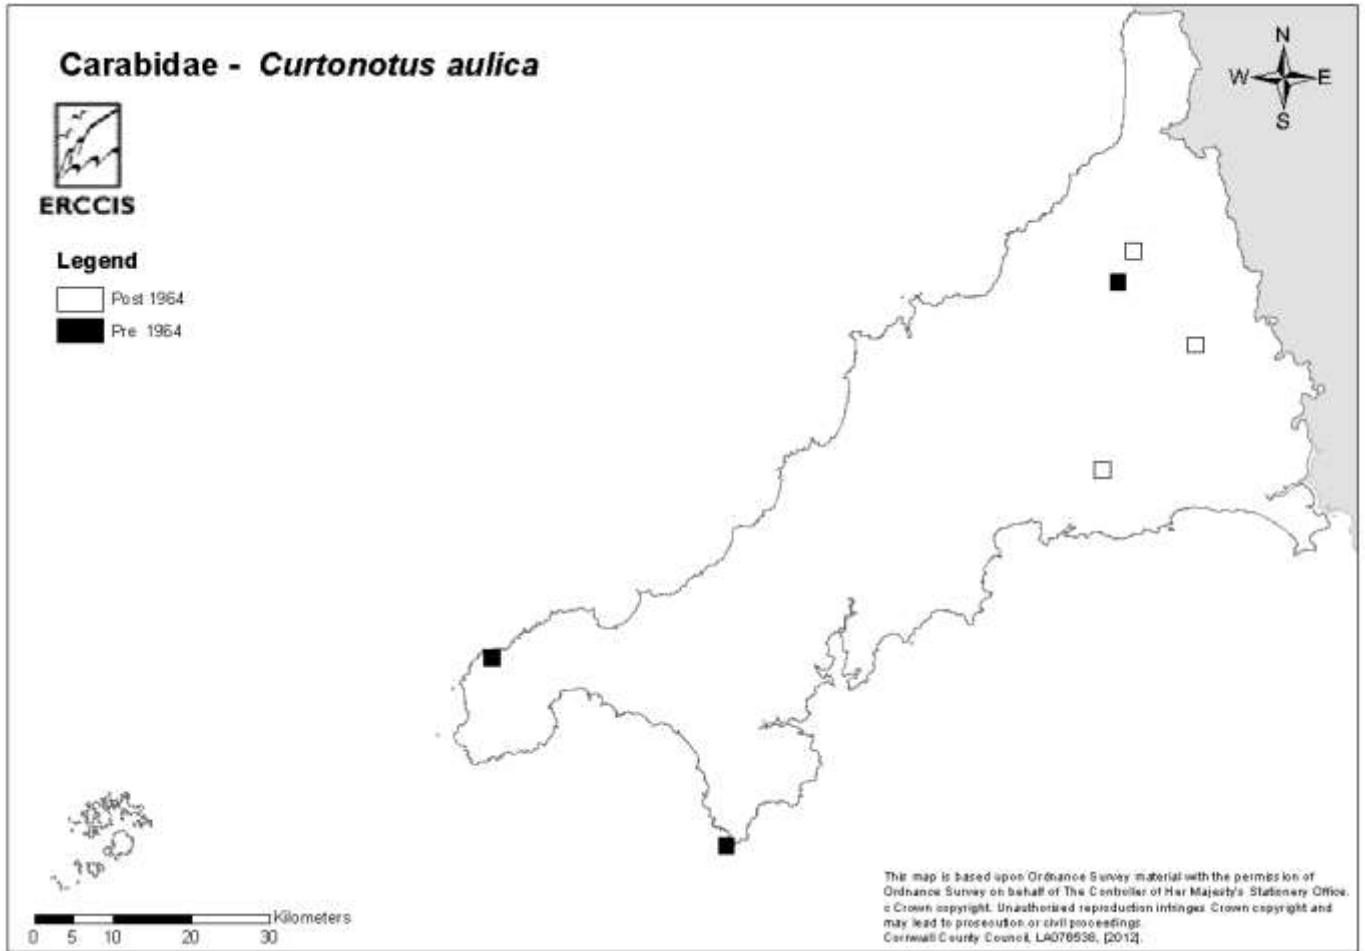 Carabidae - Curtonotus aulica
N
W E
S
ERCCIS
Legend
Post 1964
Pre 1964
Kilometers
0 5 10 20 30
This map is based upon Ordnance Survey material with the permission of
Ordnance Survey on behalf of The Controller of Her Majesty's Stationery Office.
c Crown copyright. Unauthorised reproduction infringes Crown copyright and
may lead to prosecution or civil proceedings.
Cornwall County Council, LA076538, [2012].